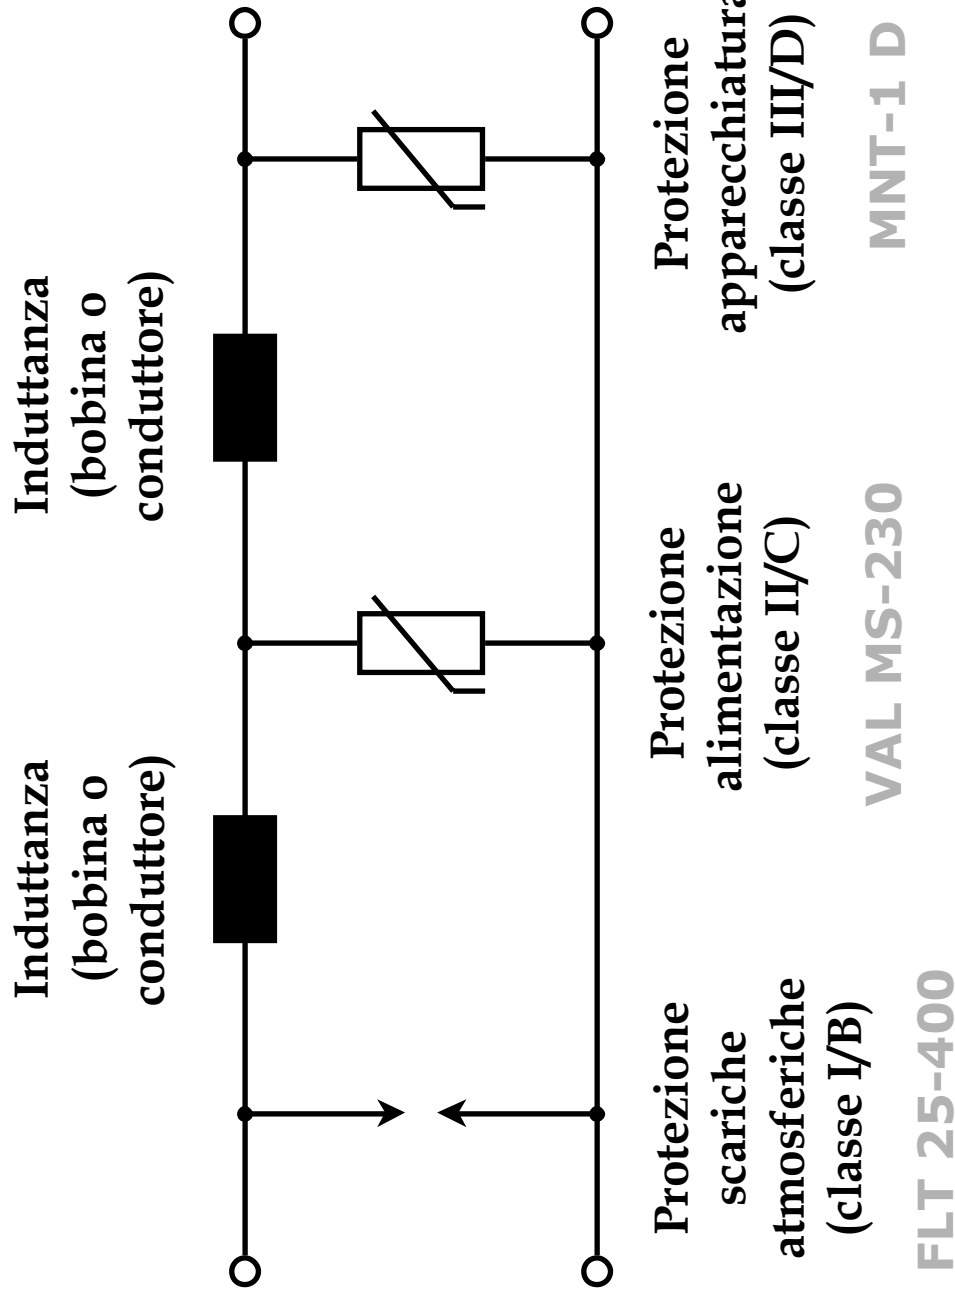 Induttanza
(bobina o
conduttore)
Induttanza
(bobina o
conduttore)
Protezione
scariche
atmosferiche
(classe I/B)
FLT 25-400
Protezione
alimentazione
(classe II/C)
VAL MS-230
Protezione
apparecchiatura
(classe III/D)
MNT-1 D